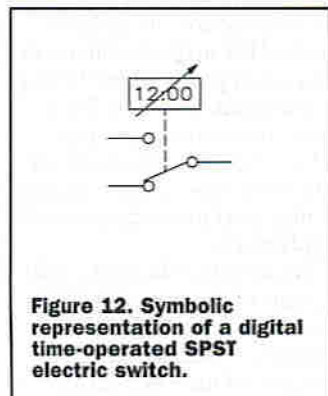 12:00
Figure 12. Symbolic
representation of a digital
time-operated SPST
electric switch.